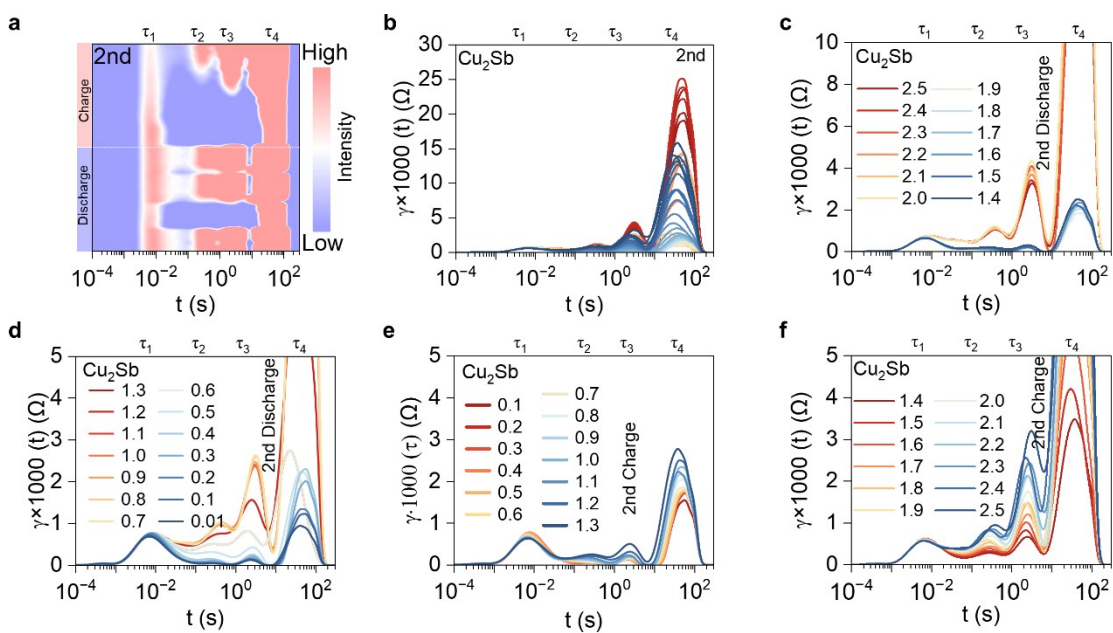 a
τ1 τ2 τ3 τ4
2nd
High
Charge
Discharge
Intensity
Low
10−4 10−2 100 102
t (s)
b
τ1 τ2 τ3 τ4
Cu2Sb
2nd
30
25
20
15
10
5
0
γ×1000 (t) (Ω)
10−4 10−2 100 102
t (s)
c
τ1 τ2 τ3 τ4
Cu2Sb
2.5 1.9
2.4 1.8
2.3 1.7
2.2 1.6
2.1 1.5
2.0 1.4
2nd Discharge
10
8
6
4
2
0
γ×1000 (t) (Ω)
10−4 10−2 100 102
t (s)
d
τ1 τ2 τ3 τ4
Cu2Sb
1.3 0.6
1.2 0.5
1.1 0.4
1.0 0.3
0.9 0.2
0.8 0.1
0.7 0.01
2nd Discharge
5
4
3
2
1
0
γ×1000 (t) (Ω)
10−4 10−2 100 102
t (s)
e
τ1 τ2 τ3 τ4
Cu2Sb
0.1 0.7
0.2 0.8
0.3 0.9
0.4 1.0
0.5 1.1
0.6 1.2
1.3
2nd Charge
5
4
3
2
1
0
γ·1000 (τ) (Ω)
10−4 10−2 100 102
t (s)
f
τ1 τ2 τ3 τ4
Cu2Sb
1.4 2.0
1.5 2.1
1.6 2.2
1.7 2.3
1.8 2.4
1.9 2.5
2nd Charge
5
4
3
2
1
0
γ×1000 (t) (Ω)
10−4 10−2 100 102
t (s)